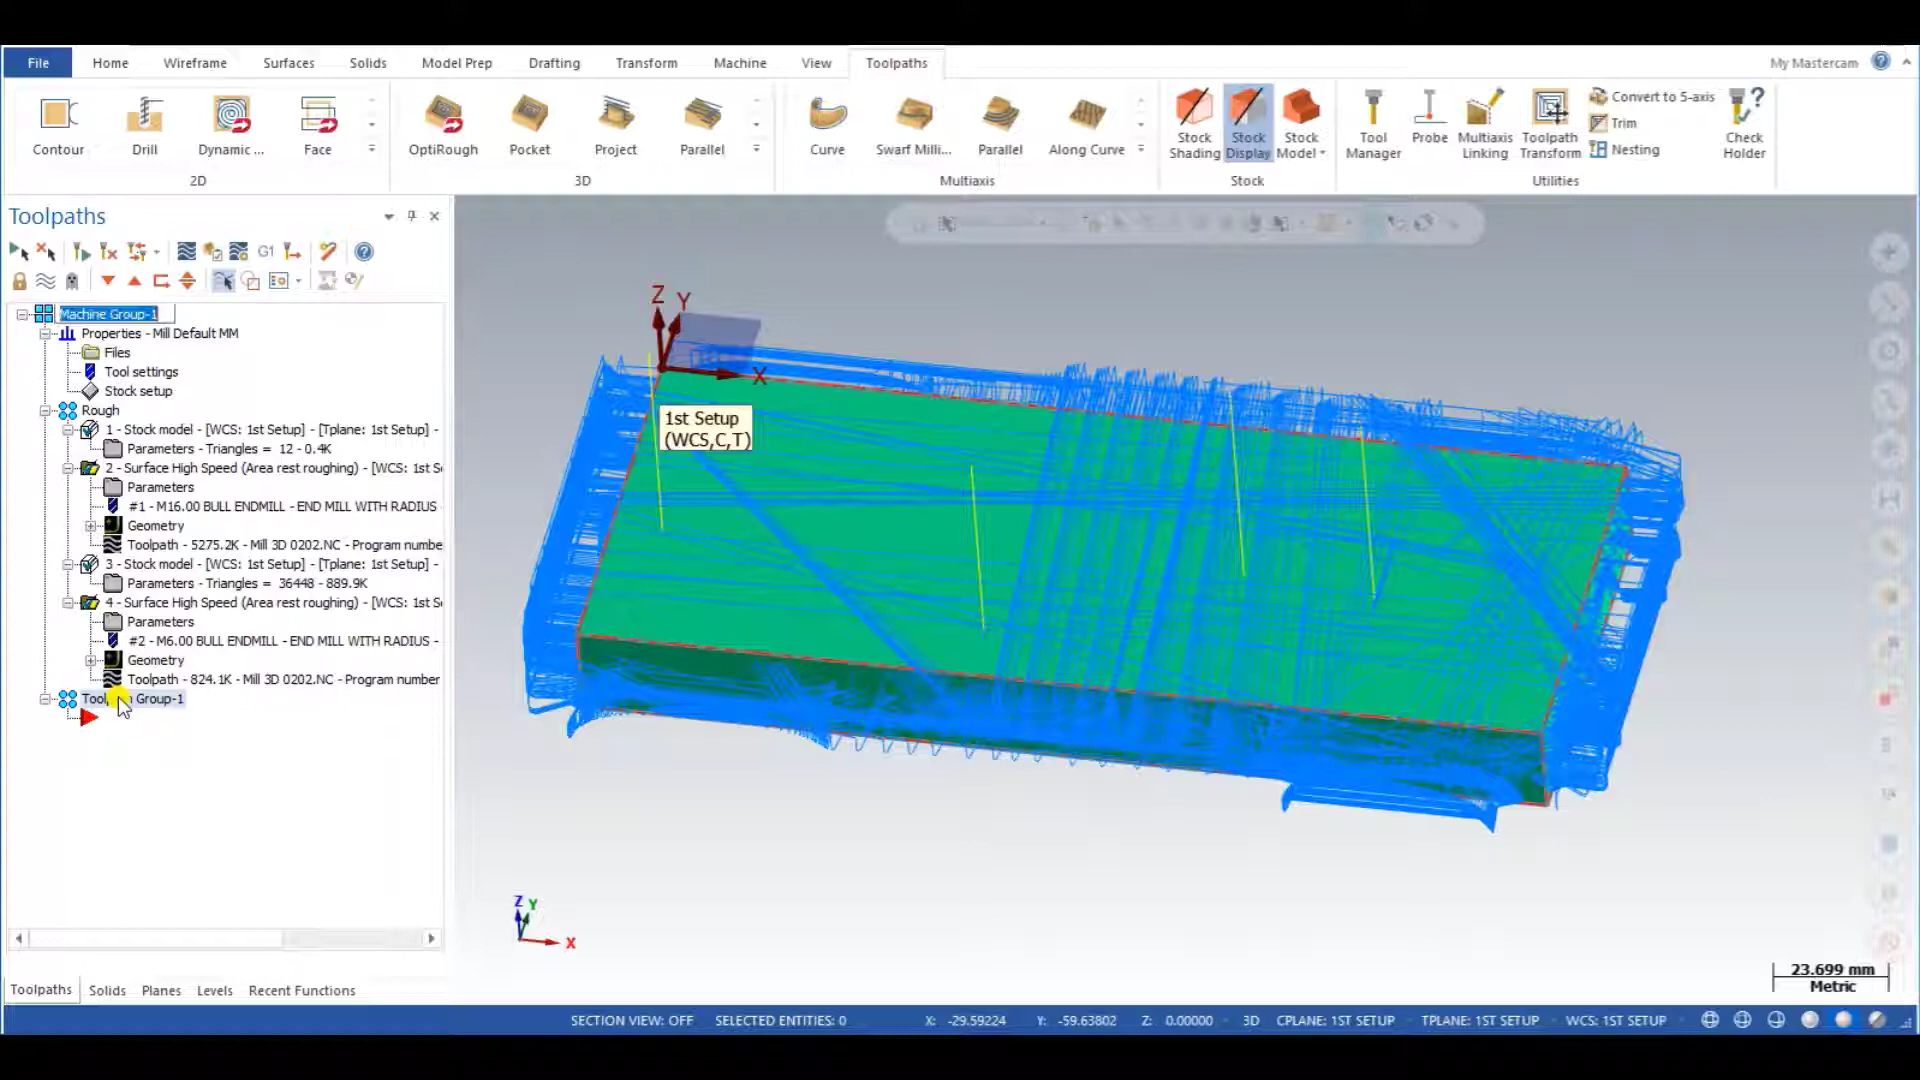 File Home Wireframe Surfaces Solids Model Prep Drafting Transform Machine View Toolpaths My Mastercam
Contour Drill Dynamic ... Face
2D
OptiRough Pocket Project Parallel
3D
Curve Swarf Milli... Parallel Along Curve
Multiaxis
Stock Shading
Stock Display
Stock Model
Stock
Tool Manager
Probe
Multiaxis Linking
Toolpath Transform
Convert to 5-axis
Trim
Nesting
Check Holder
Utilities
Toolpaths
G1
Machine Group-1
Properties - Mill Default MM
Files
Tool settings
Stock setup
Rough
1 - Stock model - [WCS: 1st Setup] - [Tplane: 1st Setup] -
Parameters - Triangles = 12 - 0.4K
2 - Surface High Speed (Area rest roughing) - [WCS: 1st S
Parameters
#1 - M16.00 BULL ENDMILL - END MILL WITH RADIUS -
Geometry
Toolpath - 5275.2K - Mill 3D 0202.NC - Program numbe
3 - Stock model - [WCS: 1st Setup] - [Tplane: 1st Setup] -
Parameters - Triangles = 36448 - 889.9K
4 - Surface High Speed (Area rest roughing) - [WCS: 1st S
Parameters
#2 - M6.00 BULL ENDMILL - END MILL WITH RADIUS -
Geometry
Toolpath - 824.1K - Mill 3D 0202.NC - Program number
Group-1
Z Y
X
1st Setup
(WCS,C,T)
Z Y
X
23.699 mm
Metric
Toolpaths Solids Planes Levels Recent Functions
SECTION VIEW: OFF SELECTED ENTITIES: 0 X: -29.59224 Y: -59.63802 Z: 0.00000 3D CPLANE: 1ST SETUP TPLANE: 1ST SETUP WCS: 1ST SETUP